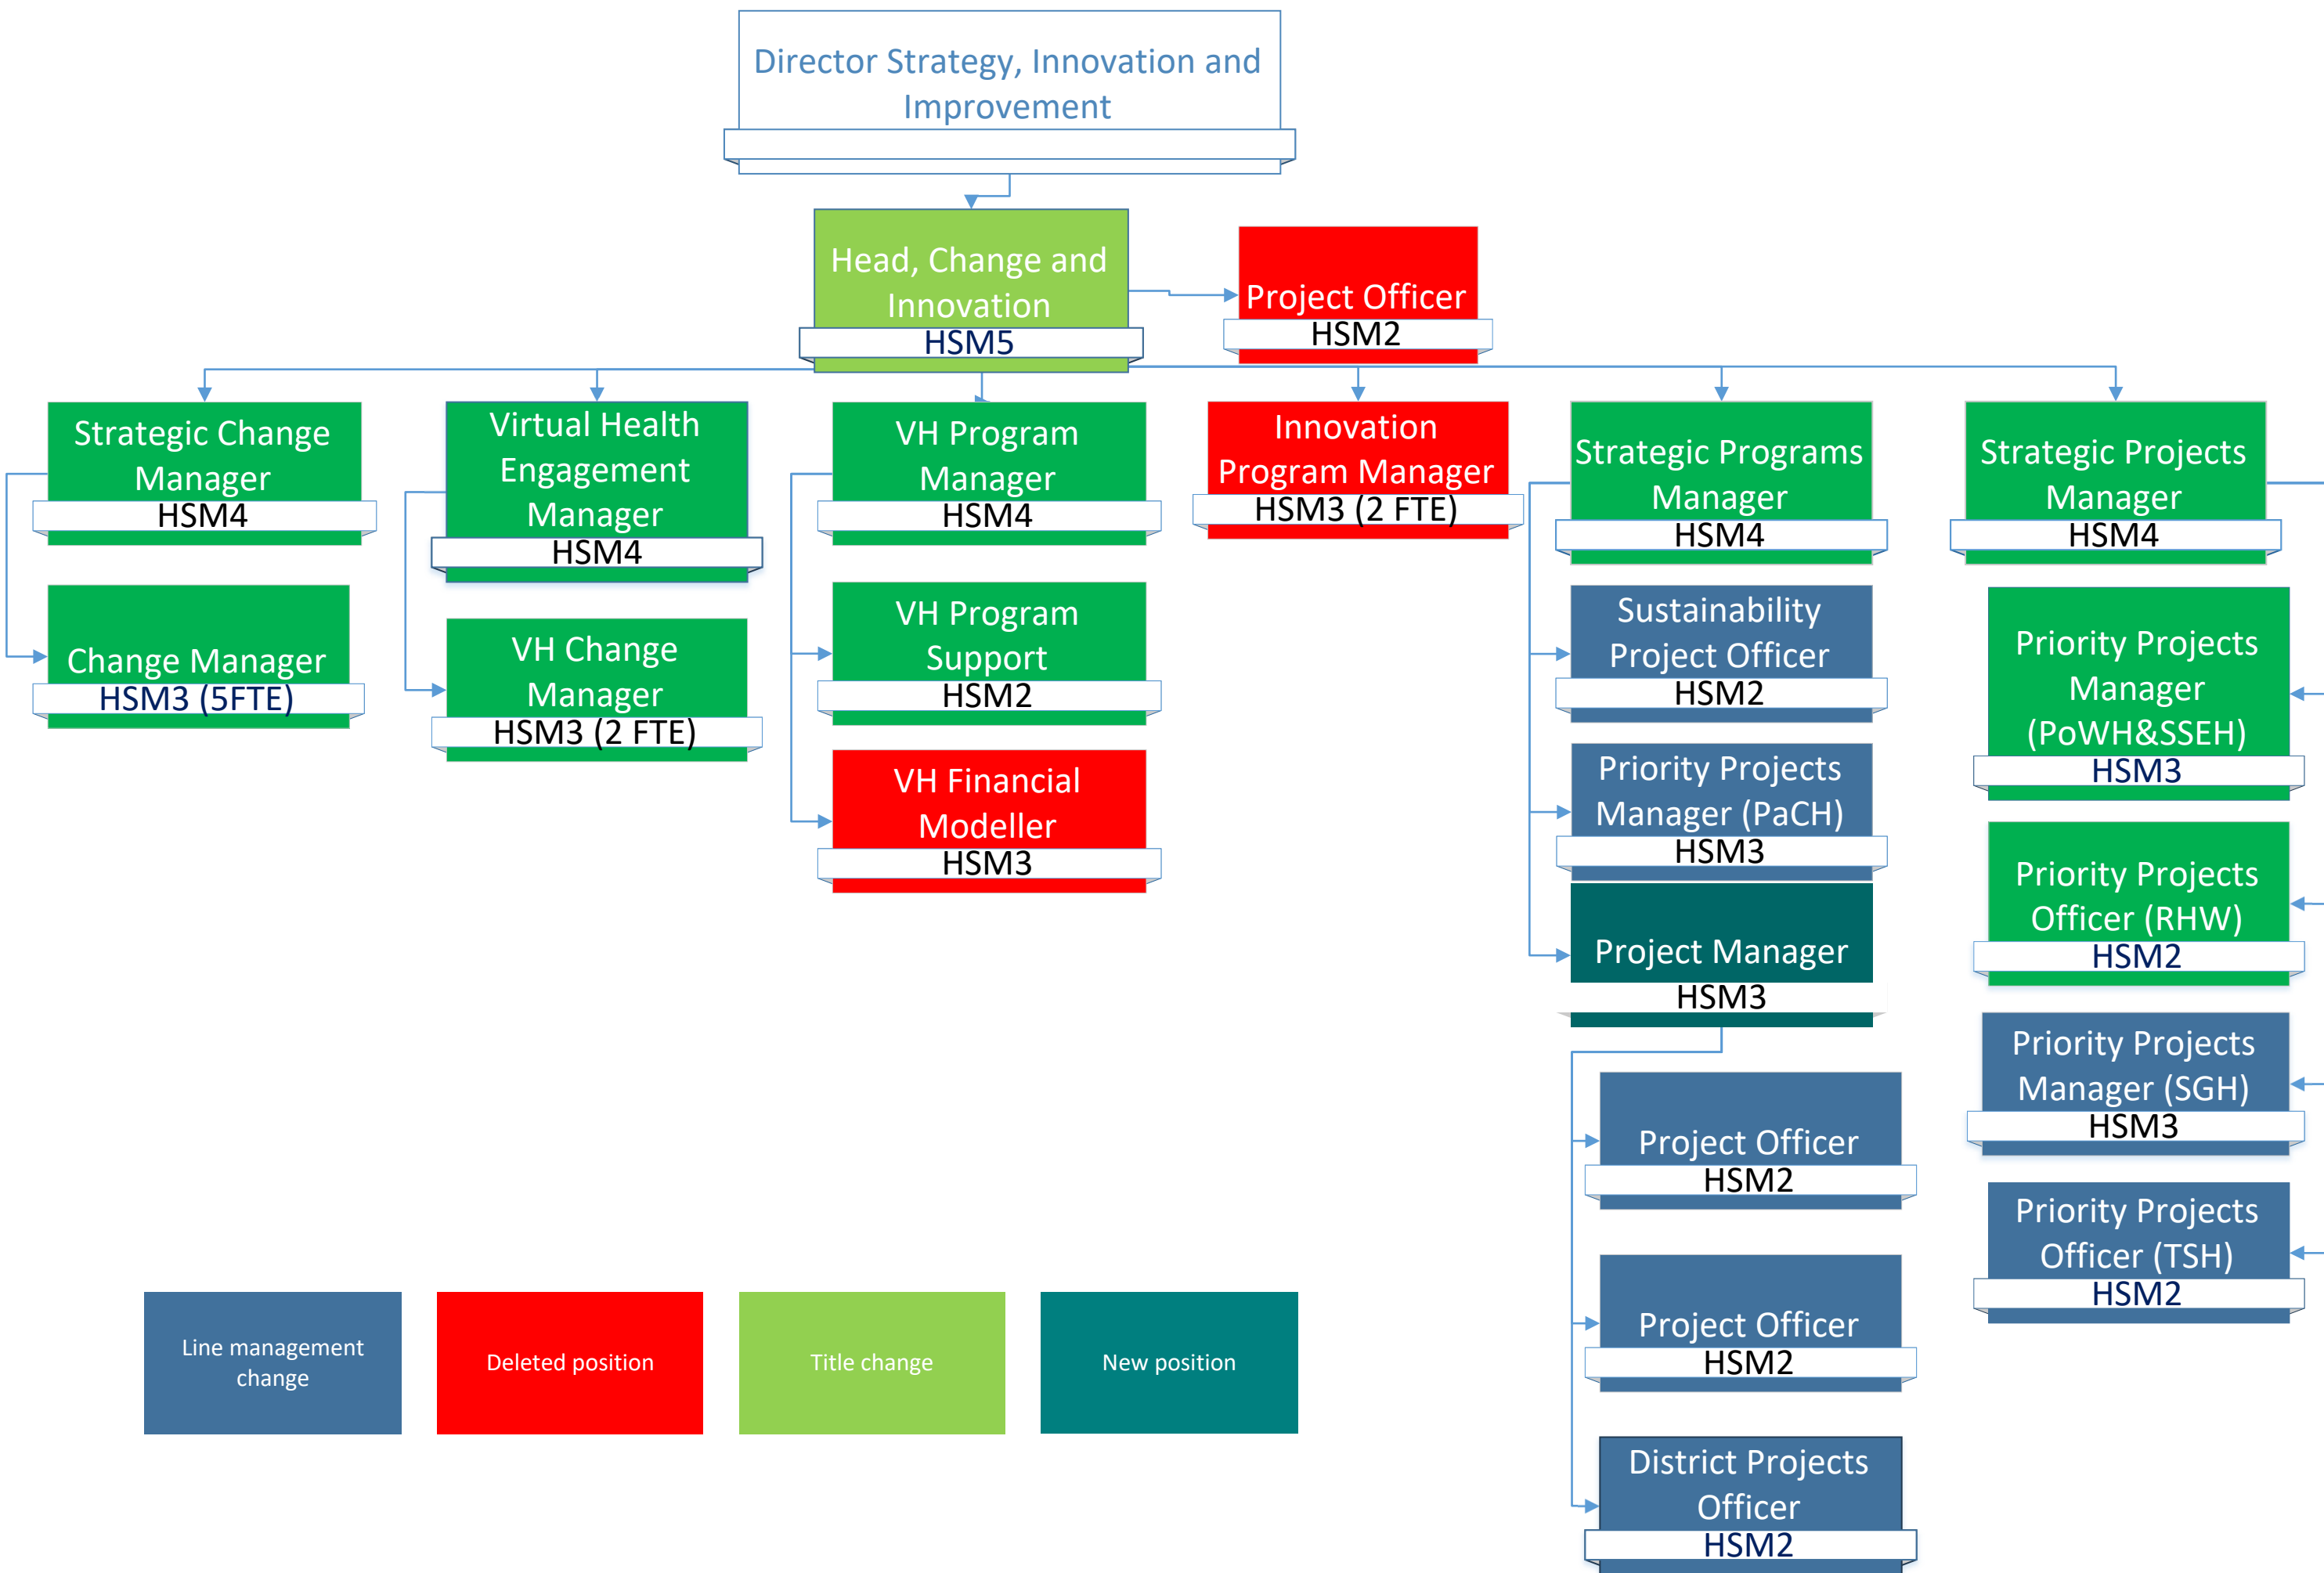 Director Strategy, Innovation and
Improvement
Head, Change and
Innovation
HSM5
Project Officer
HSM2
Strategic Change
Manager
HSM4
Virtual Health
Engagement
Manager
HSM4
VH Program
Manager
HSM4
Innovation
Program Manager
HSM3 (2 FTE)
Strategic Programs
Manager
HSM4
Strategic Projects
Manager
HSM4
Change Manager
HSM3 (5FTE)
VH Change
Manager
HSM3 (2 FTE)
VH Program
Support
HSM2
VH Financial
Modeller
HSM3
Sustainability
Project Officer
HSM2
Priority Projects
Manager (PaCH)
HSM3
Project Manager
HSM3
Project Officer
HSM2
Project Officer
HSM2
District Projects
Officer
HSM2
Priority Projects
Manager
(PoWH&SSEH)
HSM3
Priority Projects
Officer (RHW)
HSM2
Priority Projects
Manager (SGH)
HSM3
Priority Projects
Officer (TSH)
HSM2
Line management
change
Deleted position
Title change
New position